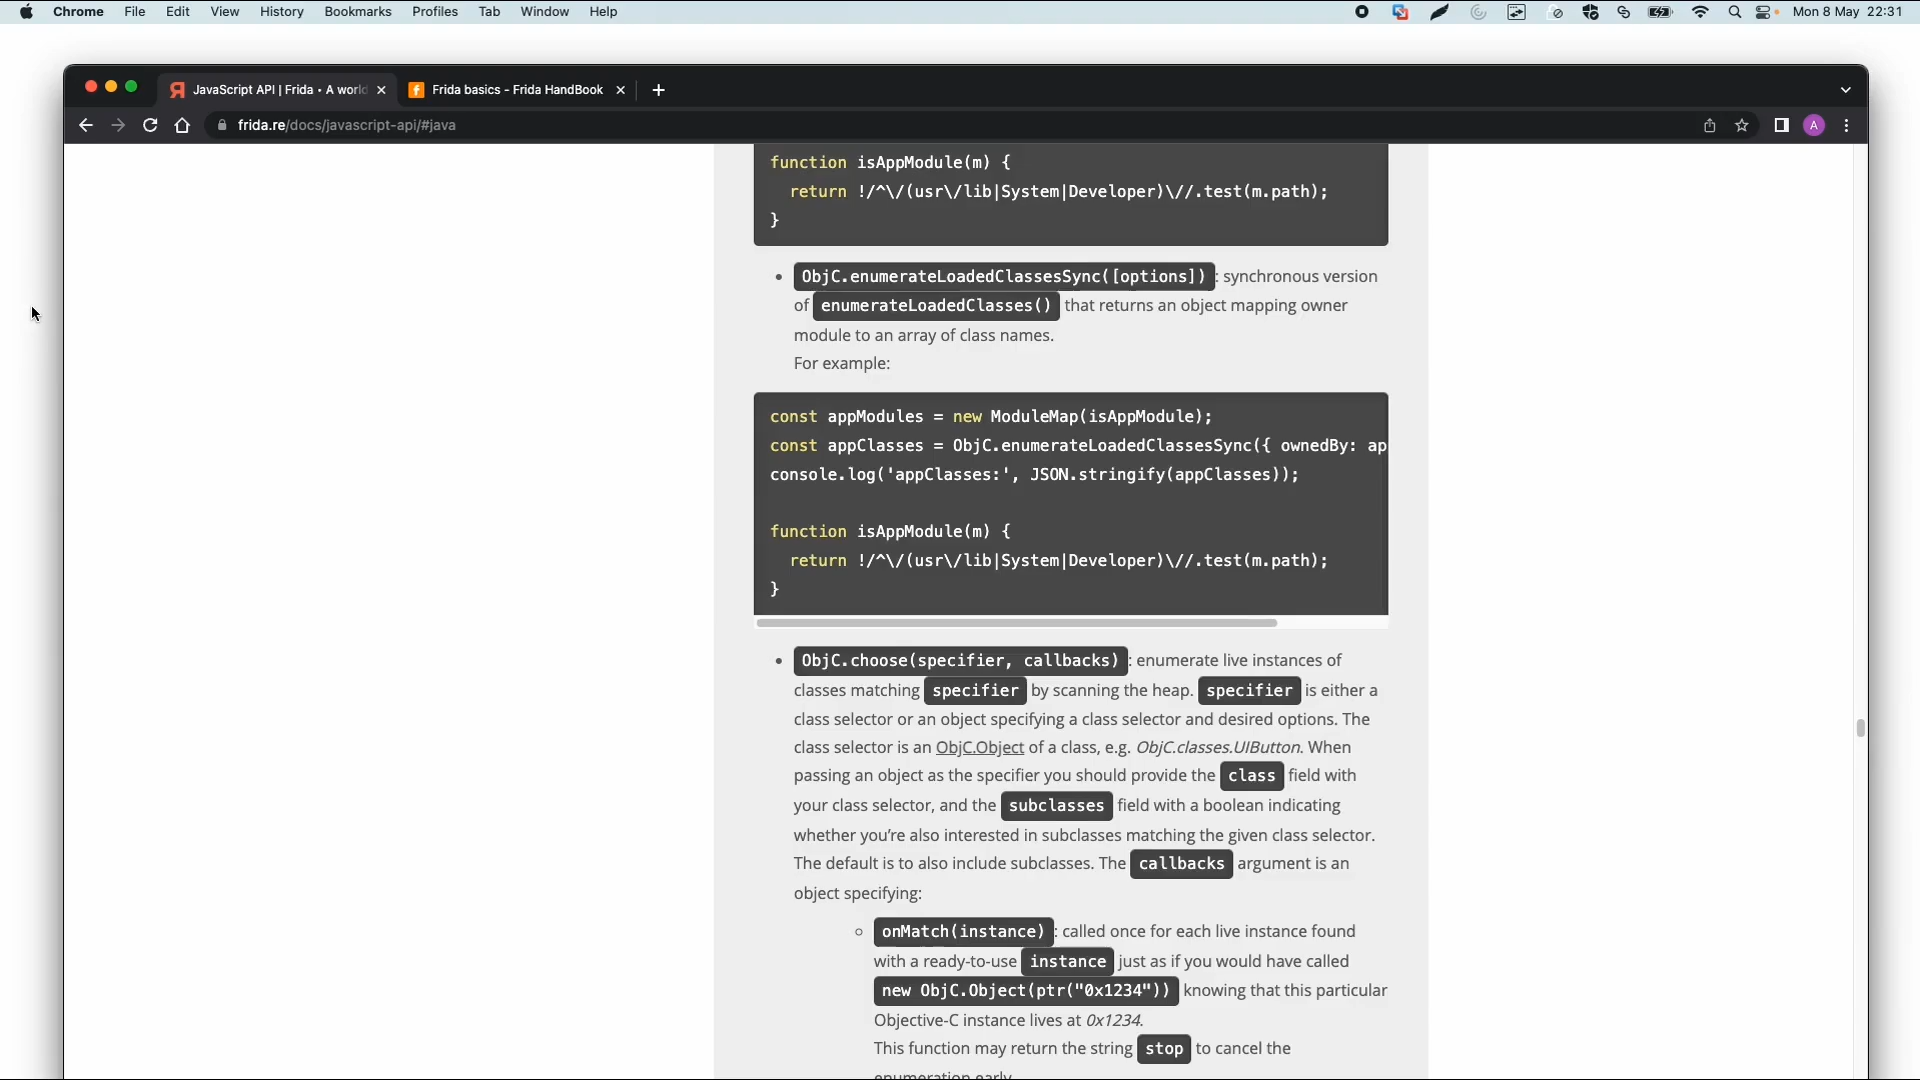 Chrome File Edit View History Bookmarks Profiles Tab Window Help Mon 8 May 22:31
JavaScript API | Frida • A world Frida basics - Frida HandBook
frida.re/docs/javascript-api/#java A
function isAppModule(m) {
return !/^\/(usr\/lib|System|Developer)\//.test(m.path);
}
• ObjC.enumerateLoadedClassesSync([options]) : synchronous version
of enumerateLoadedClasses() that returns an object mapping owner
module to an array of class names.
For example:
const appModules = new ModuleMap(isAppModule);
const appClasses = ObjC.enumerateLoadedClassesSync({ ownedBy: ap
console.log('appClasses:', JSON.stringify(appClasses));
function isAppModule(m) {
return !/^\/(usr\/lib|System|Developer)\//.test(m.path);
}
• ObjC.choose(specifier, callbacks) : enumerate live instances of
classes matching specifier by scanning the heap. specifier is either a
class selector or an object specifying a class selector and desired options. The
class selector is an ObjC.Object of a class, e.g. ObjC.classes.UIButton. When
passing an object as the specifier you should provide the class field with
your class selector, and the subclasses field with a boolean indicating
whether you’re also interested in subclasses matching the given class selector.
The default is to also include subclasses. The callbacks argument is an
object specifying:
◦ onMatch(instance) : called once for each live instance found
with a ready-to-use instance just as if you would have called
new ObjC.Object(ptr("0x1234")) knowing that this particular
Objective-C instance lives at 0x1234.
This function may return the string stop to cancel the
enumeration early.